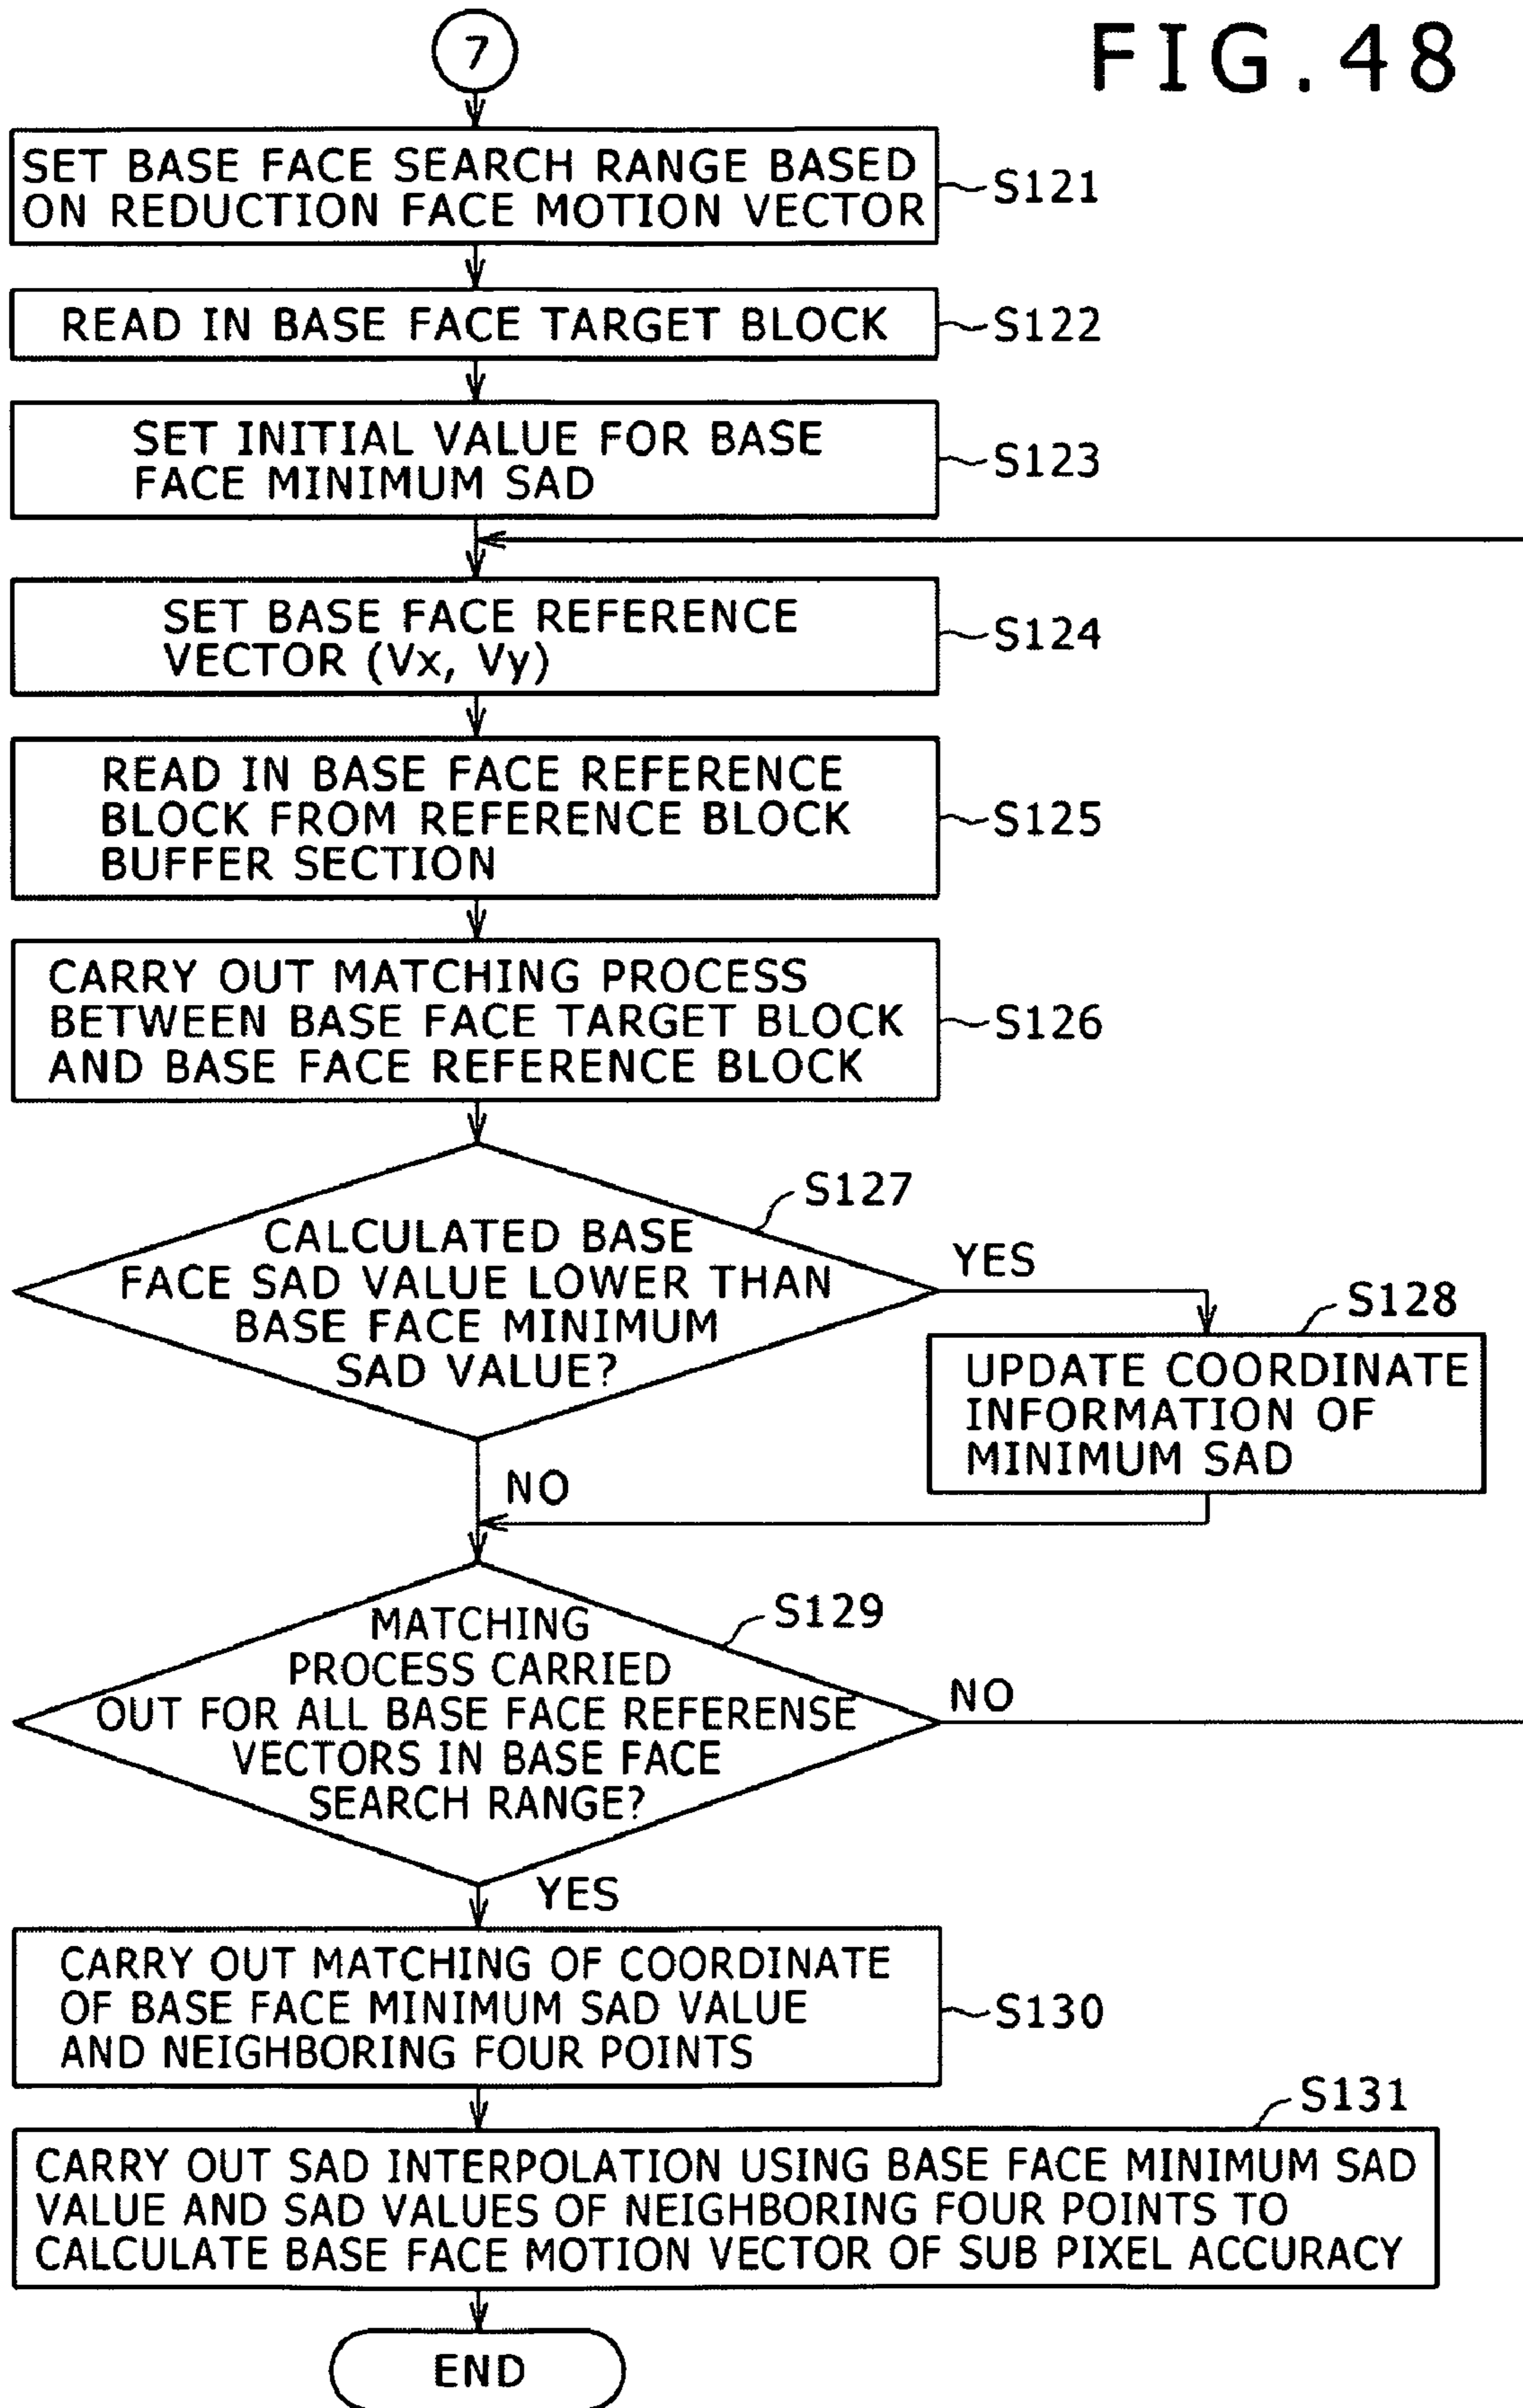 FIG. 48
7
SET BASE FACE SEARCH RANGE BASED
ON REDUCTION FACE MOTION VECTOR
S121
READ IN BASE FACE TARGET BLOCK
S122
SET INITIAL VALUE FOR BASE
FACE MINIMUM SAD
S123
SET BASE FACE REFERENCE
VECTOR (Vx, Vy)
S124
READ IN BASE FACE REFERENCE
BLOCK FROM REFERENCE BLOCK
BUFFER SECTION
S125
CARRY OUT MATCHING PROCESS
BETWEEN BASE FACE TARGET BLOCK
AND BASE FACE REFERENCE BLOCK
S126
S127
CALCULATED BASE
FACE SAD VALUE LOWER THAN
BASE FACE MINIMUM
SAD VALUE?
YES
S128
UPDATE COORDINATE
INFORMATION OF
MINIMUM SAD
NO
S129
MATCHING
PROCESS CARRIED
OUT FOR ALL BASE FACE REFERENSE
VECTORS IN BASE FACE
SEARCH RANGE?
NO
YES
CARRY OUT MATCHING OF COORDINATE
OF BASE FACE MINIMUM SAD VALUE
AND NEIGHBORING FOUR POINTS
S130
S131
CARRY OUT SAD INTERPOLATION USING BASE FACE MINIMUM SAD
VALUE AND SAD VALUES OF NEIGHBORING FOUR POINTS TO
CALCULATE BASE FACE MOTION VECTOR OF SUB PIXEL ACCURACY
END